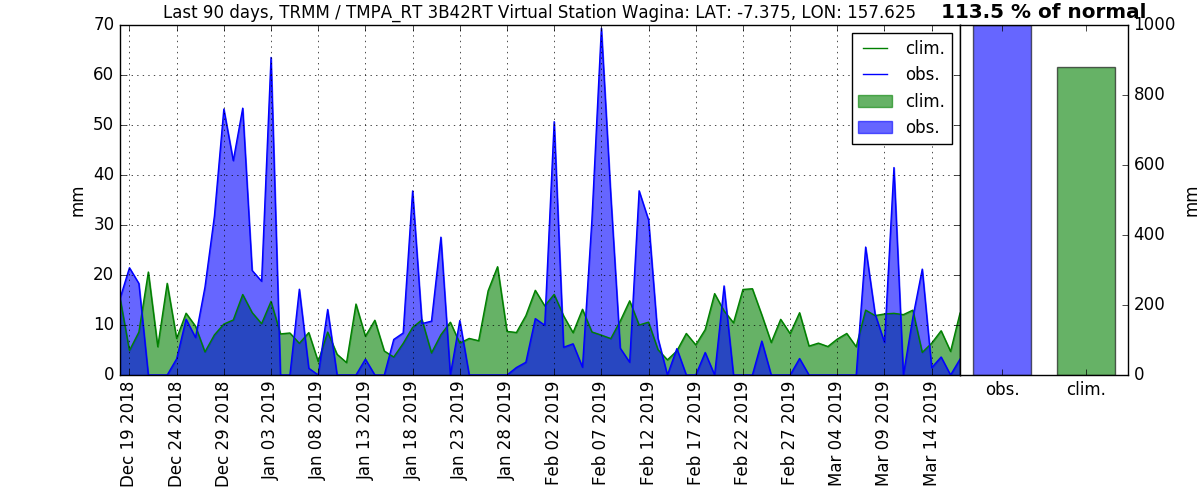 Last 90 days, TRMM / TMPA_RT 3B42RT Virtual Station Wagina: LAT: -7.375, LON: 157.625
113.5 % of normal
70
60
50
40
30
20
10
0
mm
clim.
obs.
clim.
obs.
Dec 19 2018
Dec 24 2018
Dec 29 2018
Jan 03 2019
Jan 08 2019
Jan 13 2019
Jan 18 2019
Jan 23 2019
Jan 28 2019
Feb 02 2019
Feb 07 2019
Feb 12 2019
Feb 17 2019
Feb 22 2019
Feb 27 2019
Mar 04 2019
Mar 09 2019
Mar 14 2019
1000
800
600
400
200
0
mm
obs.
clim.